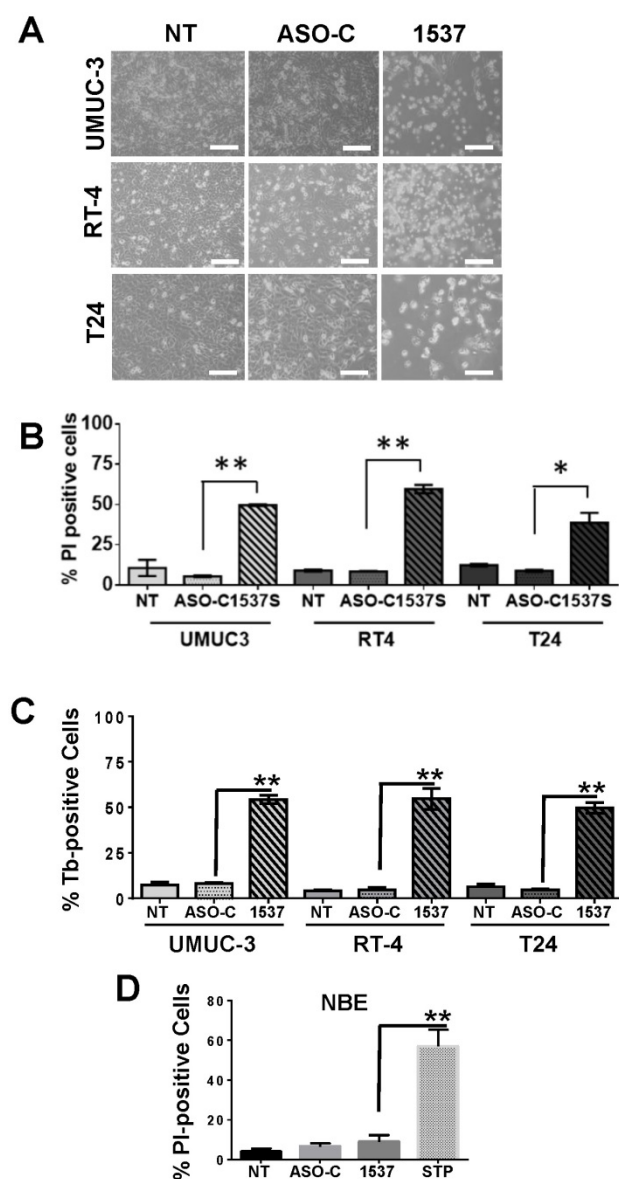 A
NT ASO-C 1537
UMUC-3
RT-4
T24
B
% PI positive cells
100
75
50
25
0
** ** *
NT ASO-C1537S NT ASO-C1537S NT ASO-C1537S
UMUC3 RT4 T24
C
% Tb-positive Cells
100
75
50
25
0
** ** **
NT ASO-C 1537 NT ASO-C 1537 NT ASO-C 1537
UMUC-3 RT-4 T24
D
NBE
% PI-positive Cells
80
60
40
20
0
**
NT ASO-C 1537 STP